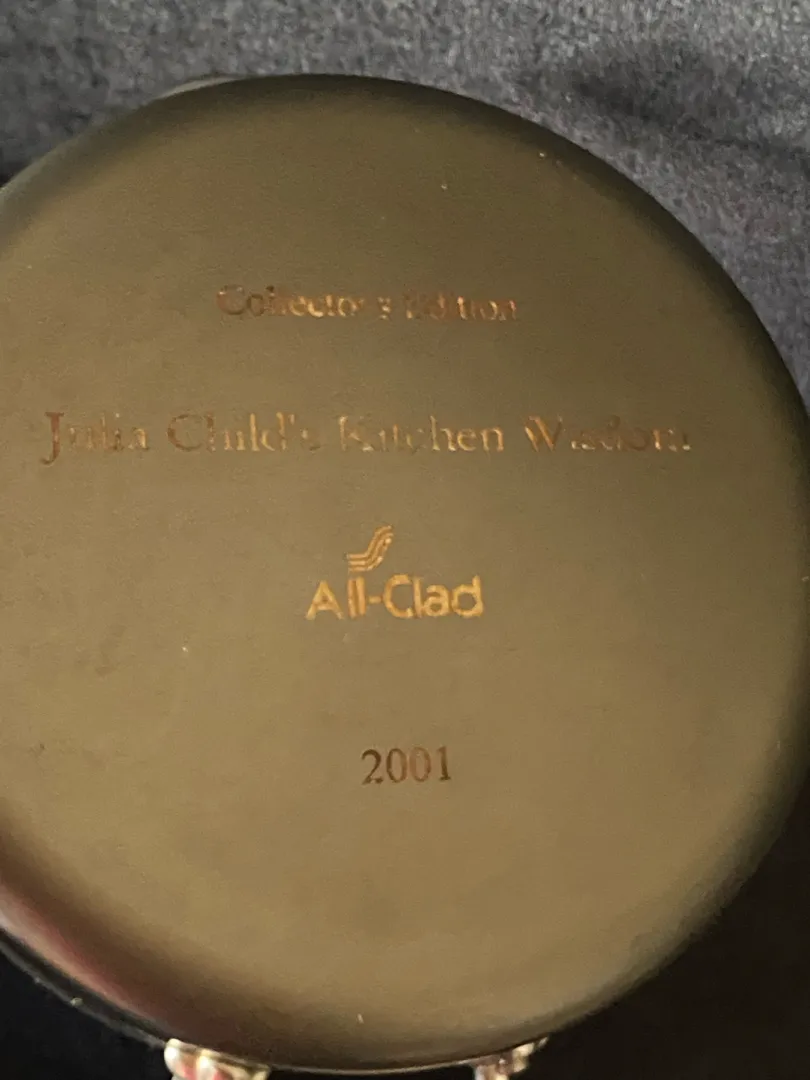 Collector's Edition
Julia Child's Kitchen Wisdom
All-Clad
2001